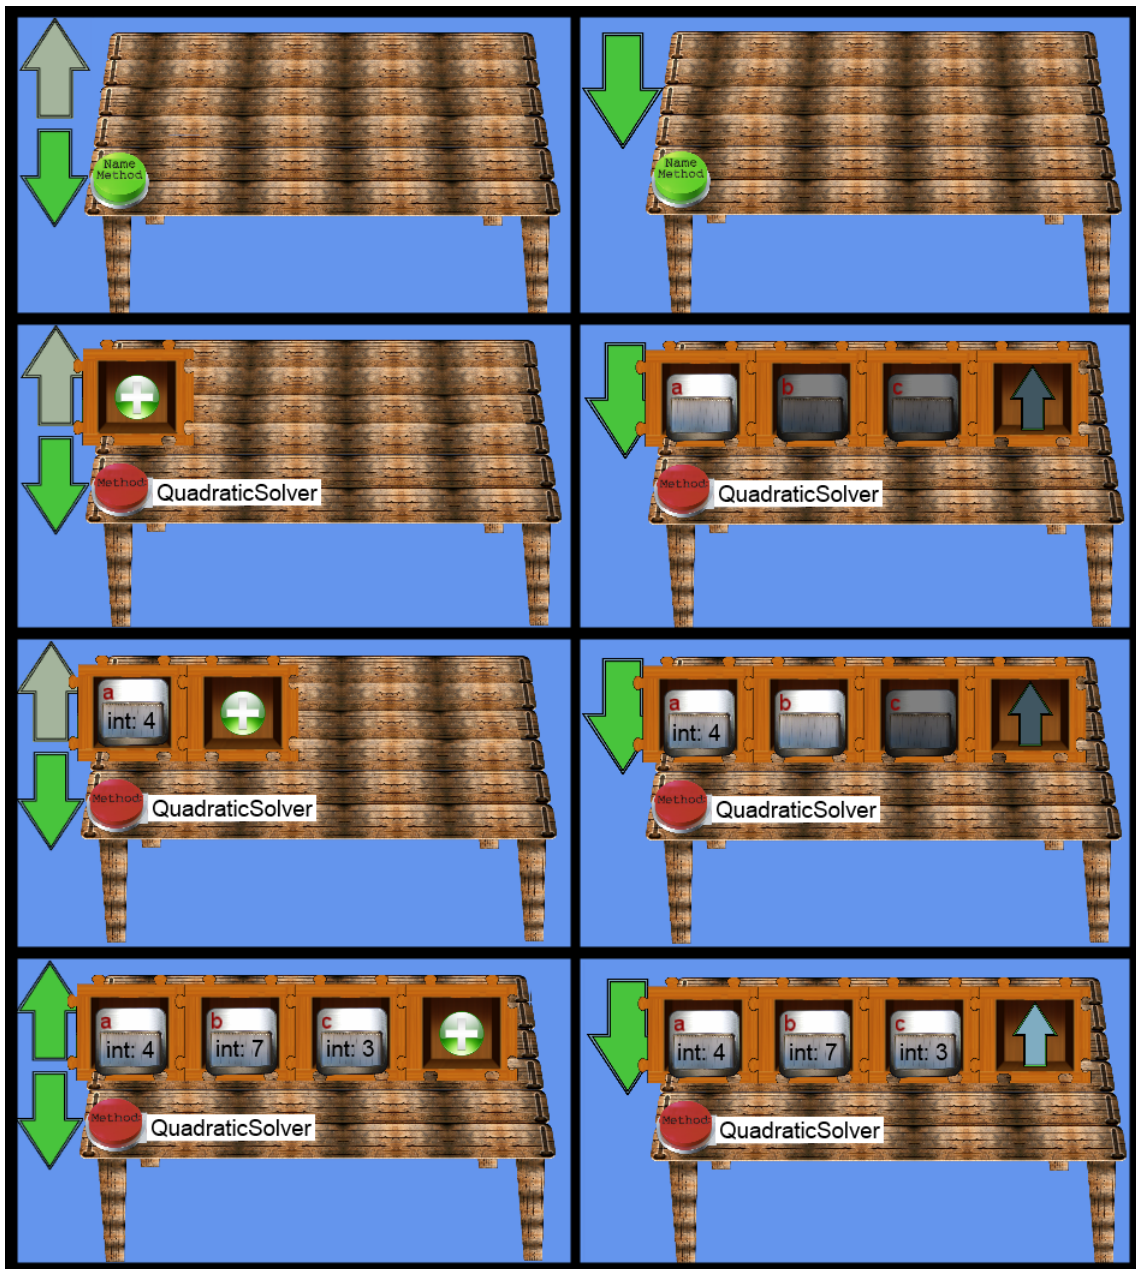 Name
Method
Name
Method
Method:
QuadraticSolver
a
b
c
Method:
QuadraticSolver
a
int: 4
Method:
QuadraticSolver
a
b
c
int: 4
Method:
QuadraticSolver
a
b
c
int: 4
int: 7
int: 3
Method:
QuadraticSolver
a
b
c
int: 4
int: 7
int: 3
Method:
QuadraticSolver